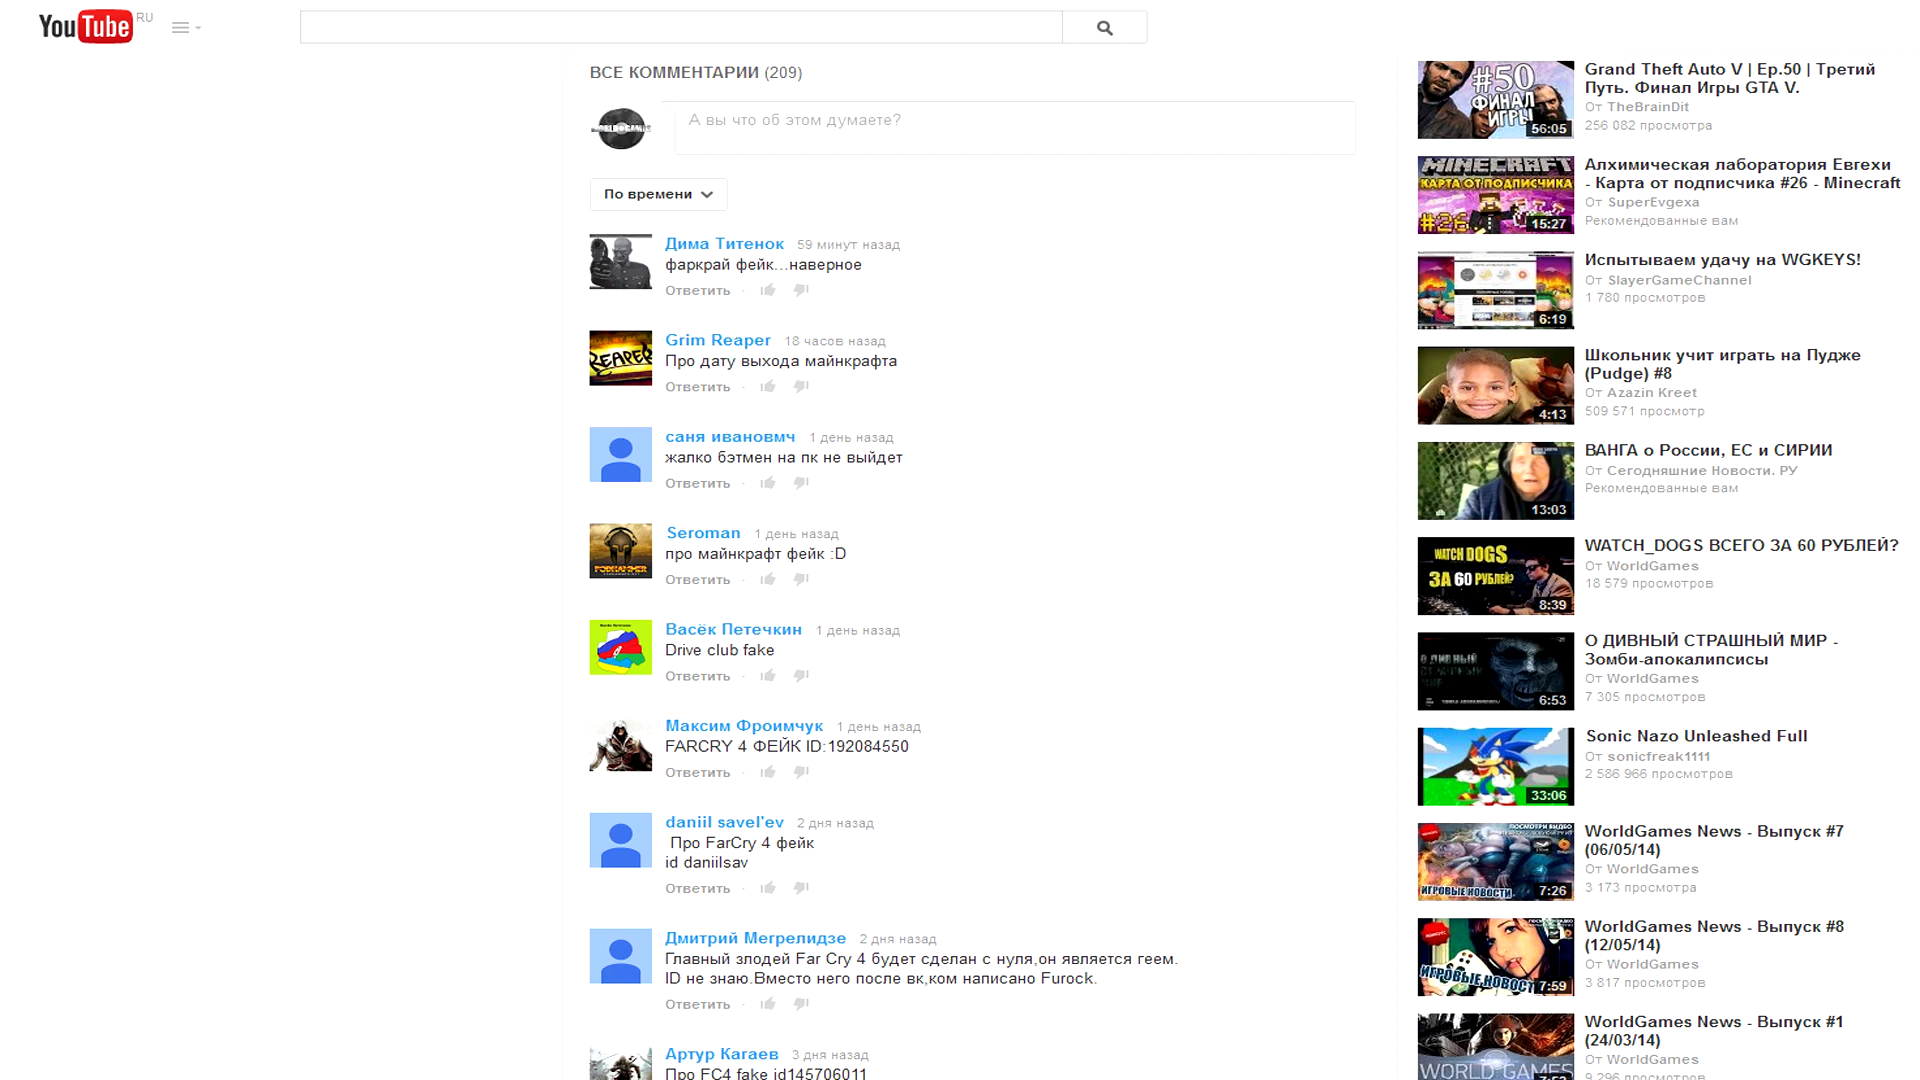 YouTube RU
ВСЕ КОММЕНТАРИИ (209)
А вы что об этом думаете?
По времени
Дима Титенок 59 минут назад
фаркрай фейк...наверное
Ответить
Grim Reaper 18 часов назад
Про дату выхода майнкрафта
Ответить
саня ивановмч 1 день назад
жалко бэтмен на пк не выйдет
Ответить
Seroman 1 день назад
про майнкрафт фейк :D
Ответить
Васёк Петечкин 1 день назад
Drive club fake
Ответить
Максим Фроимчук 1 день назад
FARCRY 4 ФЕЙК ID:192084550
Ответить
daniil savel'ev 2 дня назад
Про FarCry 4 фейк
id daniilsav
Ответить
Дмитрий Мегрелидзе 2 дня назад
Главный злодей Far Cry 4 будет сделан с нуля,он является геем.
ID не знаю.Вместо него после вк,ком написано Furock.
Ответить
Артур Кагаев 3 дня назад
Про FC4 fake id145706011
#50
ФИНАЛ
ИГРЫ
56:05
Grand Theft Auto V | Ep.50 | Третий
Путь. Финал Игры GTA V.
От TheBrainDit
256 082 просмотра
MINECRAFT
КАРТА ОТ ПОДПИСЧИКА
#26
15:27
Алхимическая лаборатория Евгехи
- Карта от подписчика #26 - Minecraft
От SuperEvgexa
Рекомендованные вам
6:19
Испытываем удачу на WGKEYS!
От SlayerGameChannel
1 780 просмотров
4:13
Школьник учит играть на Пудже
(Pudge) #8
От Azazin Kreet
509 571 просмотр
13:03
ВАНГА о России, ЕС и СИРИИ
От Сегодняшние Новости. РУ
Рекомендованные вам
WATCH DOGS
ЗА 60 РУБЛЕЙ?
8:39
WATCH_DOGS ВСЕГО ЗА 60 РУБЛЕЙ?
От WorldGames
18 579 просмотров
О ДИВНЫЙ
СТРАШНЫЙ
МИР
6:53
О ДИВНЫЙ СТРАШНЫЙ МИР -
Зомби-апокалипсисы
От WorldGames
7 305 просмотров
33:06
Sonic Nazo Unleashed Full
От sonicfreak1111
2 586 966 просмотров
ИГРОВЫЕ НОВОСТИ
7:26
WorldGames News - Выпуск #7
(06/05/14)
От WorldGames
3 173 просмотра
ИГРОВЫЕ НОВОСТ
7:59
WorldGames News - Выпуск #8
(12/05/14)
От WorldGames
3 817 просмотров
WORLD GAMES
7:53
WorldGames News - Выпуск #1
(24/03/14)
От WorldGames
9 296 просмотров